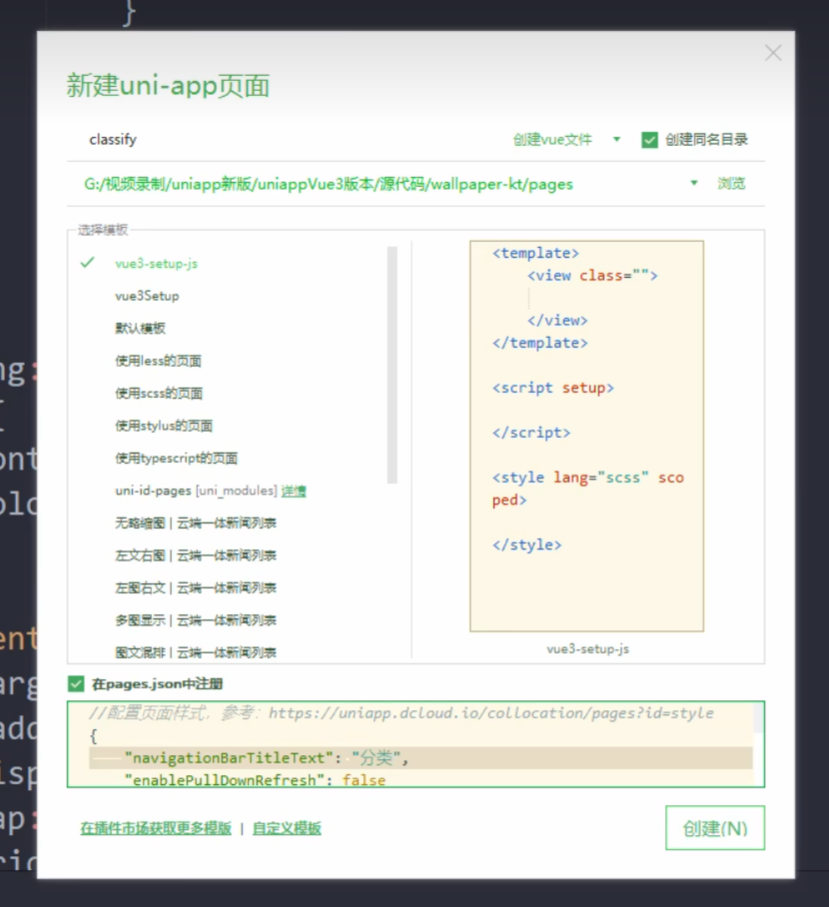 }
新建uni-app页面
classify 创建vue文件 创建同名目录
G:/视频录制/uniapp新版/uniappVue3版本/源代码/wallpaper-kt/pages 浏览
选择模板
vue3-setup-js
vue3Setup
默认模板
使用less的页面
使用scss的页面
使用stylus的页面
使用typescript的页面
uni-id-pages [uni_modules] 详情
无略缩图 | 云端一体新闻列表
左文右图 | 云端一体新闻列表
左图右文 | 云端一体新闻列表
多图显示 | 云端一体新闻列表
图文混排 | 云端一体新闻列表
<template>
<view class="">
</view>
</template>
<script setup>
</script>
<style lang="scss" sco
ped>
</style>
vue3-setup-js
在pages.json中注册
//配置页面样式，参考：https://uniapp.dcloud.io/collocation/pages?id=style
{
"navigationBarTitleText": "分类",
"enablePullDownRefresh": false
在插件市场获取更多模版 | 自定义模板
创建(N)